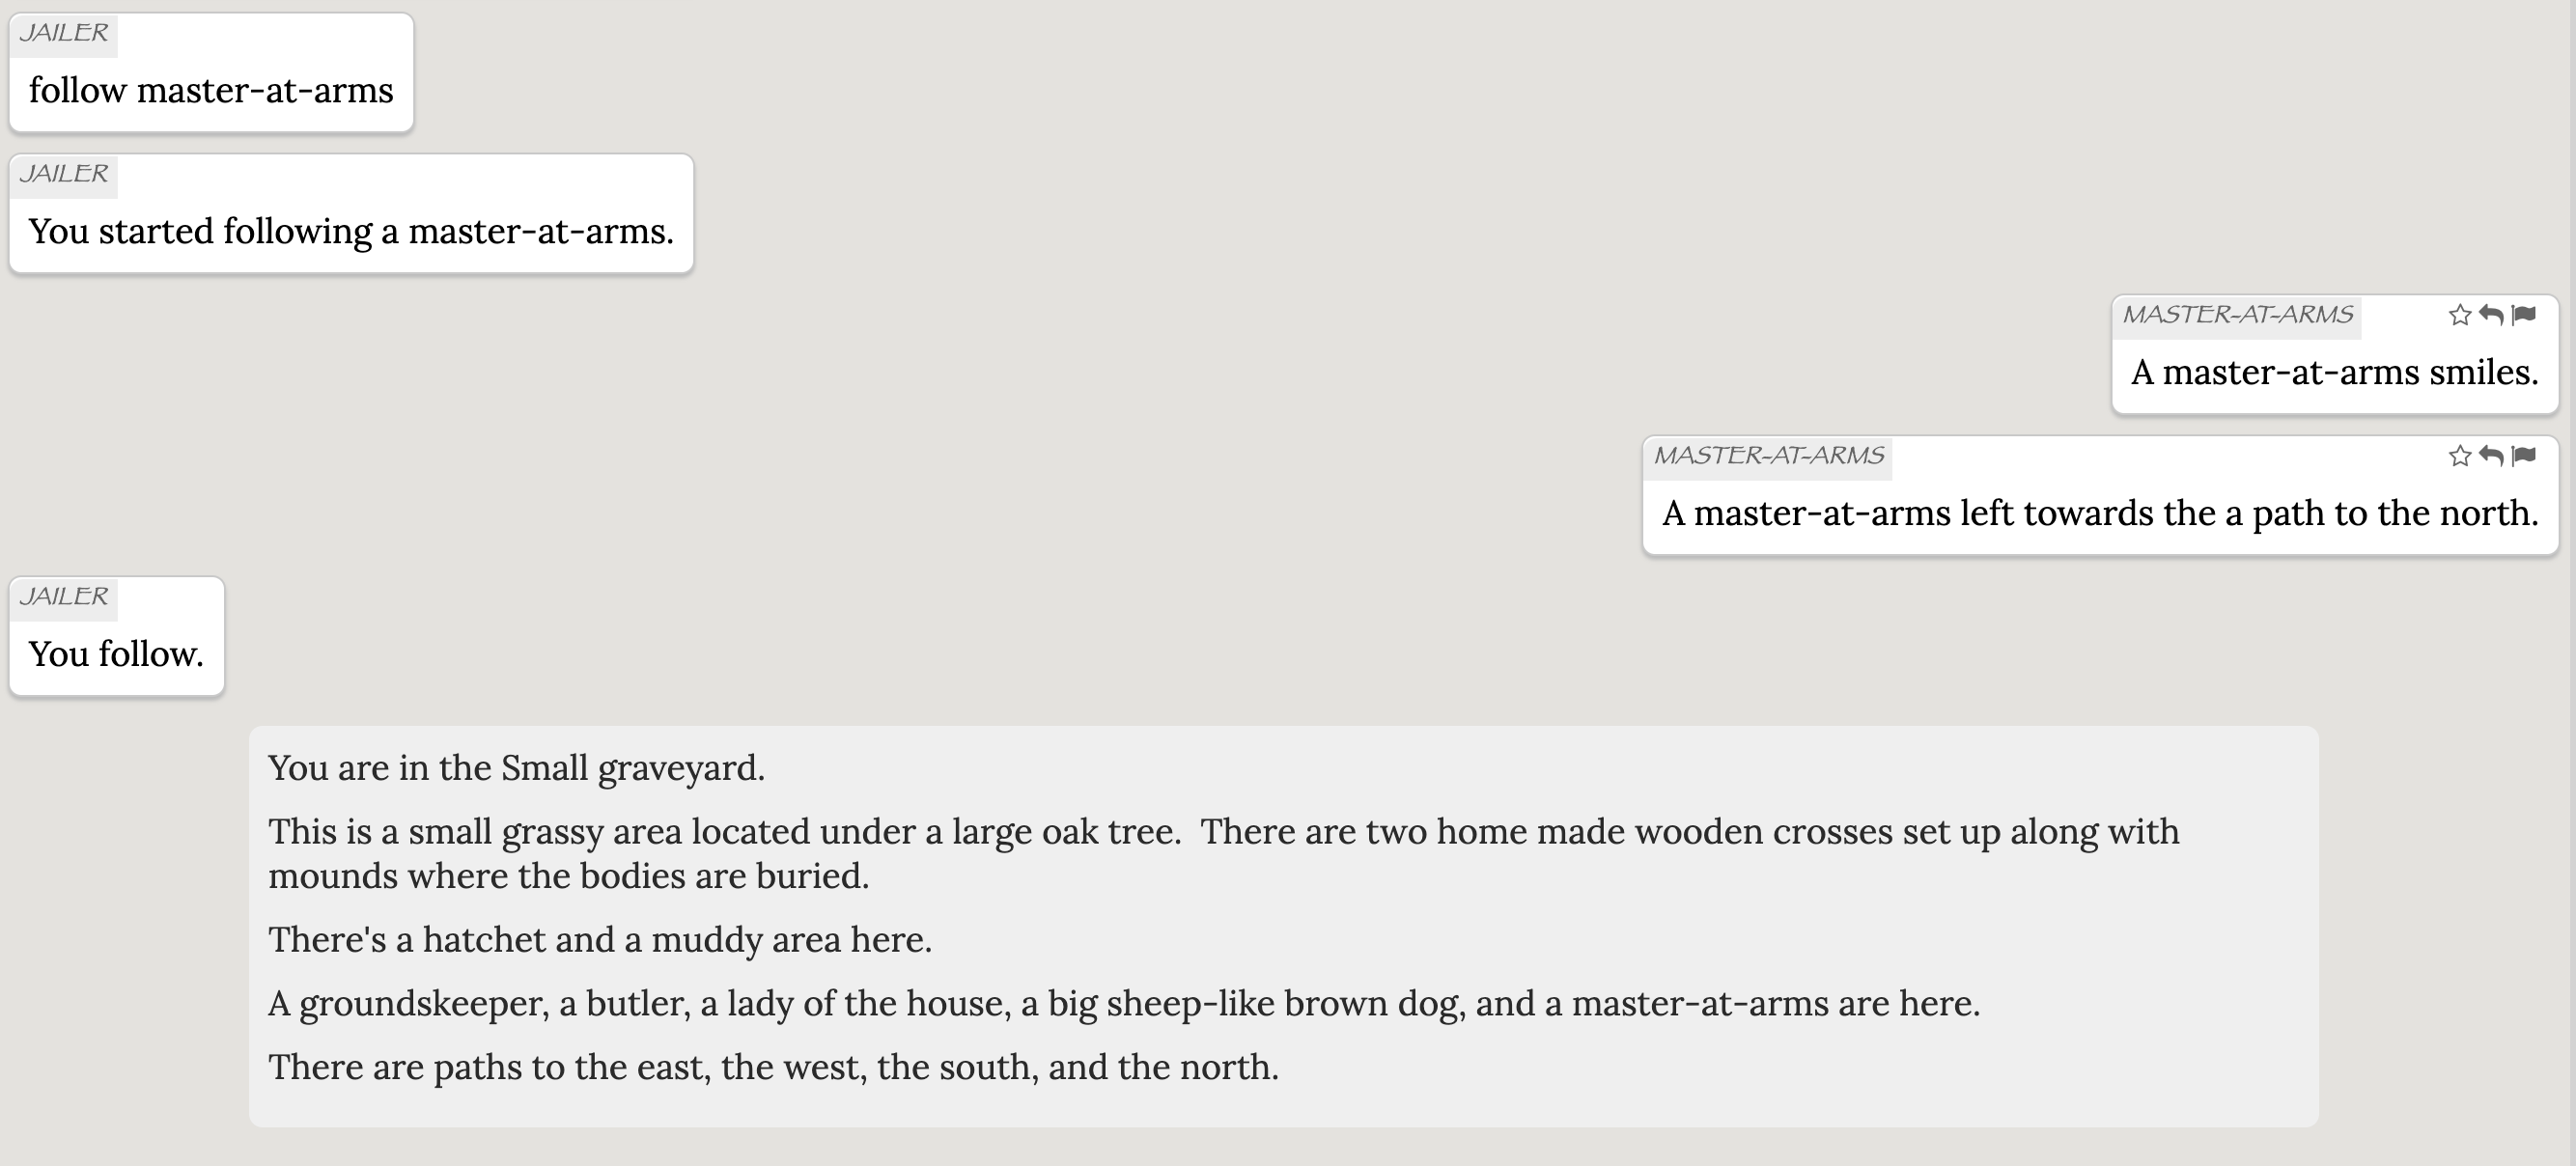 JAILER
follow master-at-arms
JAILER
You started following a master-at-arms.
MASTER-AT-ARMS
A master-at-arms smiles.
MASTER-AT-ARMS
A master-at-arms left towards the a path to the north.
JAILER
You follow.
You are in the Small graveyard.
This is a small grassy area located under a large oak tree.  There are two home made wooden crosses set up along with
mounds where the bodies are buried.
There's a hatchet and a muddy area here.
A groundskeeper, a butler, a lady of the house, a big sheep-like brown dog, and a master-at-arms are here.
There are paths to the east, the west, the south, and the north.